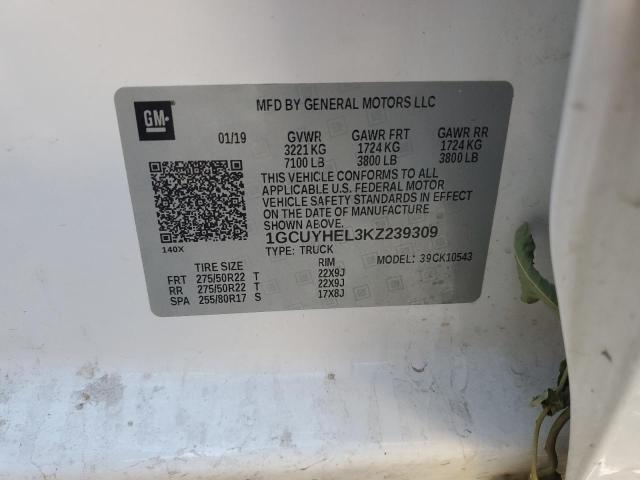 GM
MFD BY GENERAL MOTORS LLC
01/19 GVWR GAWR FRT GAWR RR
3221 KG 1724 KG 1724 KG
7100 LB 3800 LB 3800 LB
THIS VEHICLE CONFORMS TO ALL
APPLICABLE U.S. FEDERAL MOTOR
VEHICLE SAFETY STANDARDS IN EFFECT
ON THE DATE OF MANUFACTURE
SHOWN ABOVE.
1GCUYHEL3KZ239309
140X
TYPE: TRUCK
MODEL: 39CK10543
TIRE SIZE RIM
FRT 275/50R22 T 22X9J
RR 275/50R22 T 22X9J
SPA 255/80R17 S 17X8J